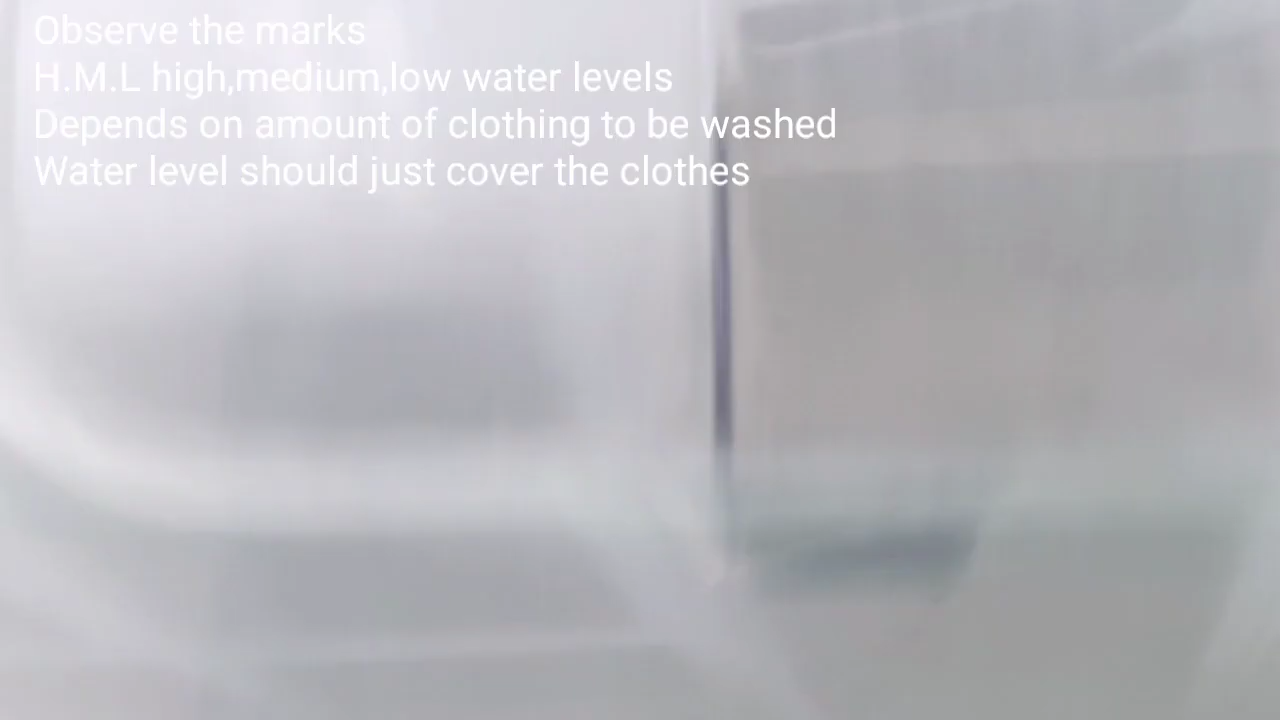 Observe the marks
H.M.L high,medium,low water levels
Depends on amount of clothing to be washed
Water level should just cover the clothes